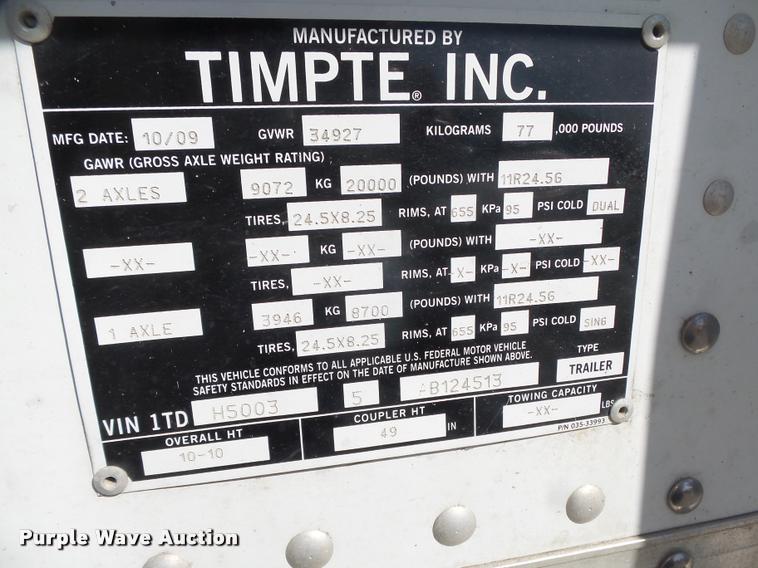 MANUFACTURED BY
TIMPTE® INC.
MFG DATE: 10/09 GVWR 34927 KILOGRAMS 77 ,000 POUNDS
GAWR (GROSS AXLE WEIGHT RATING)
2 AXLES 9072 KG 20000 (POUNDS) WITH 11R24.5G
TIRES, 24.5X8.25 RIMS, AT 655 KPa 95 PSI COLD DUAL
-XX- -XX- KG -XX- (POUNDS) WITH -XX-
TIRES, -XX- RIMS, AT -X- KPa -X- PSI COLD -XX-
1 AXLE 3946 KG 8700 (POUNDS) WITH 11R24.5G
TIRES, 24.5X8.25 RIMS, AT 655 KPa 95 PSI COLD SING
THIS VEHICLE CONFORMS TO ALL APPLICABLE U.S. FEDERAL MOTOR VEHICLE
SAFETY STANDARDS IN EFFECT ON THE DATE OF MANUFACTURE SHOWN ABOVE.
TYPE
TRAILER
VIN 1TD H5003 5 AB124513
OVERALL HT COUPLER HT TOWING CAPACITY
10-10 49 IN -XX- LBS
P/N 035-33993
Purple Wave Auction